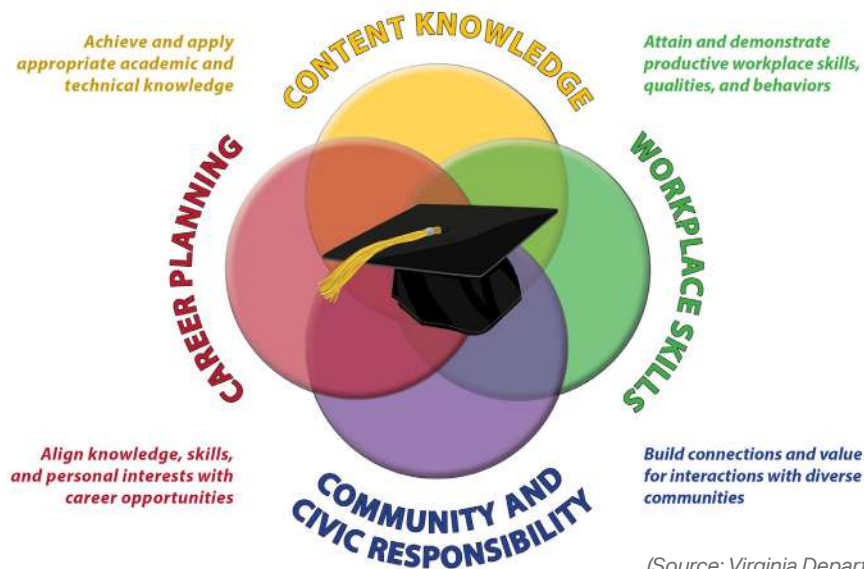 Achieve and apply
appropriate academic and
technical knowledge
CONTENT KNOWLEDGE
Attain and demonstrate
productive workplace skills,
qualities, and behaviors
CAREER PLANNING
WORKPLACE SKILLS
Align knowledge, skills,
and personal interests with
career opportunities
COMMUNITY AND
CIVIC RESPONSIBILITY
Build connections and value
for interactions with diverse
communities
(Source: Virginia